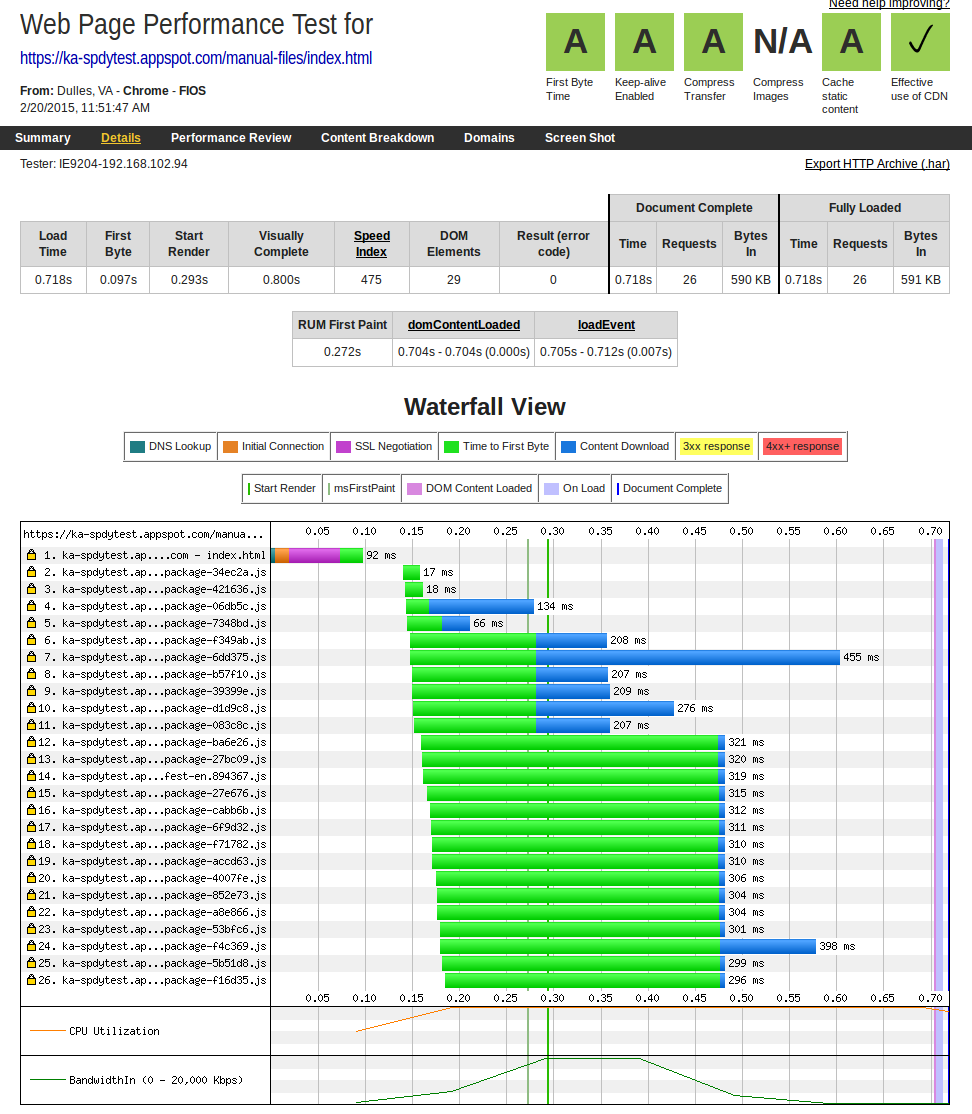 Need help improving?
Web Page Performance Test for
https://ka-spdytest.appspot.com/manual-files/index.html
From: Dulles, VA - Chrome - FIOS
2/20/2015, 11:51:47 AM
A A A N/A A ✓
First Byte Time
Keep-alive Enabled
Compress Transfer
Compress Images
Cache static content
Effective use of CDN
Summary Details Performance Review Content Breakdown Domains Screen Shot
Tester: IE9204-192.168.102.94
Export HTTP Archive (.har)
Document Complete Fully Loaded
Load Time First Byte Start Render Visually Complete Speed Index DOM Elements Result (error code) Time Requests Bytes In Time Requests Bytes In
0.718s 0.097s 0.293s 0.800s 475 29 0 0.718s 26 590 KB 0.718s 26 591 KB
RUM First Paint domContentLoaded loadEvent
0.272s 0.704s - 0.704s (0.000s) 0.705s - 0.712s (0.007s)
Waterfall View
DNS Lookup Initial Connection SSL Negotiation Time to First Byte Content Download 3xx response 4xx+ response
Start Render msFirstPaint DOM Content Loaded On Load Document Complete
https://ka-spdytest.appspot.com/manua... 0.05 0.10 0.15 0.20 0.25 0.30 0.35 0.40 0.45 0.50 0.55 0.60 0.65 0.70
1. ka-spdytest.ap....com - index.html 92 ms
2. ka-spdytest.ap...package-34ec2a.js 17 ms
3. ka-spdytest.ap...package-421636.js 18 ms
4. ka-spdytest.ap...package-06db5c.js 134 ms
5. ka-spdytest.ap...package-7348bd.js 66 ms
6. ka-spdytest.ap...package-f349ab.js 208 ms
7. ka-spdytest.ap...package-6dd375.js 455 ms
8. ka-spdytest.ap...package-b57f10.js 207 ms
9. ka-spdytest.ap...package-39399e.js 209 ms
10. ka-spdytest.ap...package-d1d9c8.js 276 ms
11. ka-spdytest.ap...package-083c8c.js 207 ms
12. ka-spdytest.ap...package-ba6e26.js 321 ms
13. ka-spdytest.ap...package-27bc09.js 320 ms
14. ka-spdytest.ap...fest-en.894367.js 319 ms
15. ka-spdytest.ap...package-27e676.js 315 ms
16. ka-spdytest.ap...package-cabb6b.js 312 ms
17. ka-spdytest.ap...package-6f9d32.js 311 ms
18. ka-spdytest.ap...package-f71782.js 310 ms
19. ka-spdytest.ap...package-accd63.js 310 ms
20. ka-spdytest.ap...package-4007fe.js 306 ms
21. ka-spdytest.ap...package-852e73.js 304 ms
22. ka-spdytest.ap...package-a8e866.js 304 ms
23. ka-spdytest.ap...package-53bfc6.js 301 ms
24. ka-spdytest.ap...package-f4c369.js 398 ms
25. ka-spdytest.ap...package-5b51d8.js 299 ms
26. ka-spdytest.ap...package-f16d35.js 296 ms
0.05 0.10 0.15 0.20 0.25 0.30 0.35 0.40 0.45 0.50 0.55 0.60 0.65 0.70
CPU Utilization
BandwidthIn (0 - 20,000 Kbps)